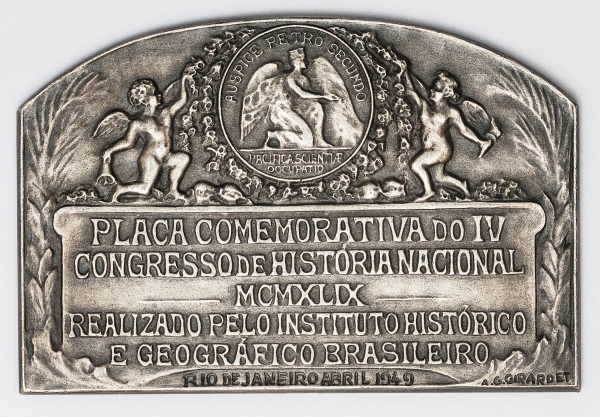 AUSPICE PETRO SECUNDO
PACIFICA SCIENTIÆ
OCCUPATIO
PLACA COMEMORATIVA DO IV
CONGRESSO DE HISTÓRIA NACIONAL
MCMXLIX
REALIZADO PELO INSTITUTO HISTÓRICO
E GEOGRÁFICO BRASILEIRO
RIO DE JANEIRO ABRIL 1949
A.G. GIRARDET